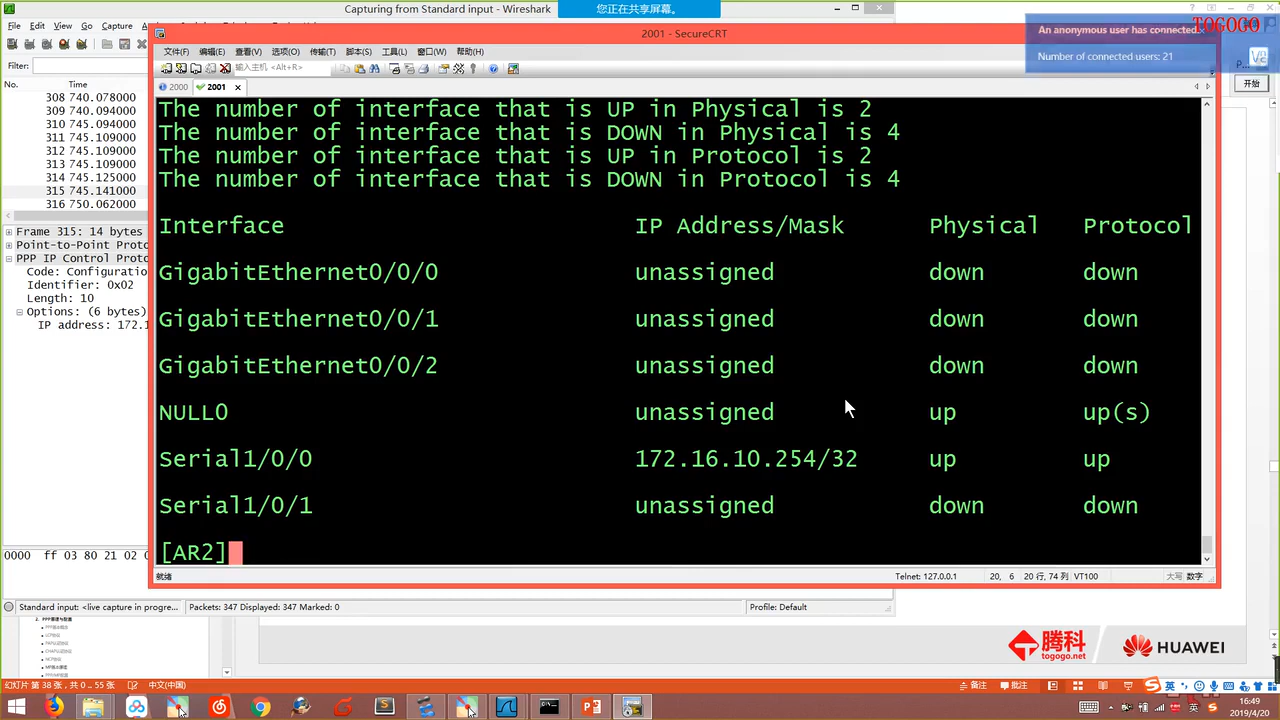 Capturing from Standard input - Wireshark
您正在共享屏幕。
TOGOGO
File Edit View Go Capture
Filter:
No. Time
308 740.078000
309 740.094000
310 740.094000
311 745.109000
312 745.109000
313 745.109000
314 745.125000
315 745.141000
316 750.062000
Frame 315: 14 bytes
Point-to-Point Proto
PPP IP Control Proto
Code: Configuration
Identifier: 0x02
Length: 10
Options: (6 bytes)
IP address: 172.1
0000 ff 03 80 21 02 0
An anonymous user has connected.
Number of connected users: 21
开始
2001 - SecureCRT
文件(F) 编辑(E) 查看(V) 选项(O) 传输(T) 脚本(S) 工具(L) 窗口(W) 帮助(H)
输入主机 <Alt+R>
2000 2001
The number of interface that is UP in Physical is 2
The number of interface that is DOWN in Physical is 4
The number of interface that is UP in Protocol is 2
The number of interface that is DOWN in Protocol is 4
Interface IP Address/Mask Physical Protocol
GigabitEthernet0/0/0 unassigned down down
GigabitEthernet0/0/1 unassigned down down
GigabitEthernet0/0/2 unassigned down down
NULL0 unassigned up up(s)
Serial1/0/0 172.16.10.254/32 up up
Serial1/0/1 unassigned down down
[AR2]
就绪 Telnet: 127.0.0.1 20, 6 20 行, 74 列 VT100 大写 数字
Standard input: <live capture in progre... Packets: 347 Displayed: 347 Marked: 0 Profile: Default
腾科
togogo.net
HUAWEI
幻灯片 第 38 张，共 0 ... 55 张 中文(中国) 备注 批注
英
16:49
2019/4/20